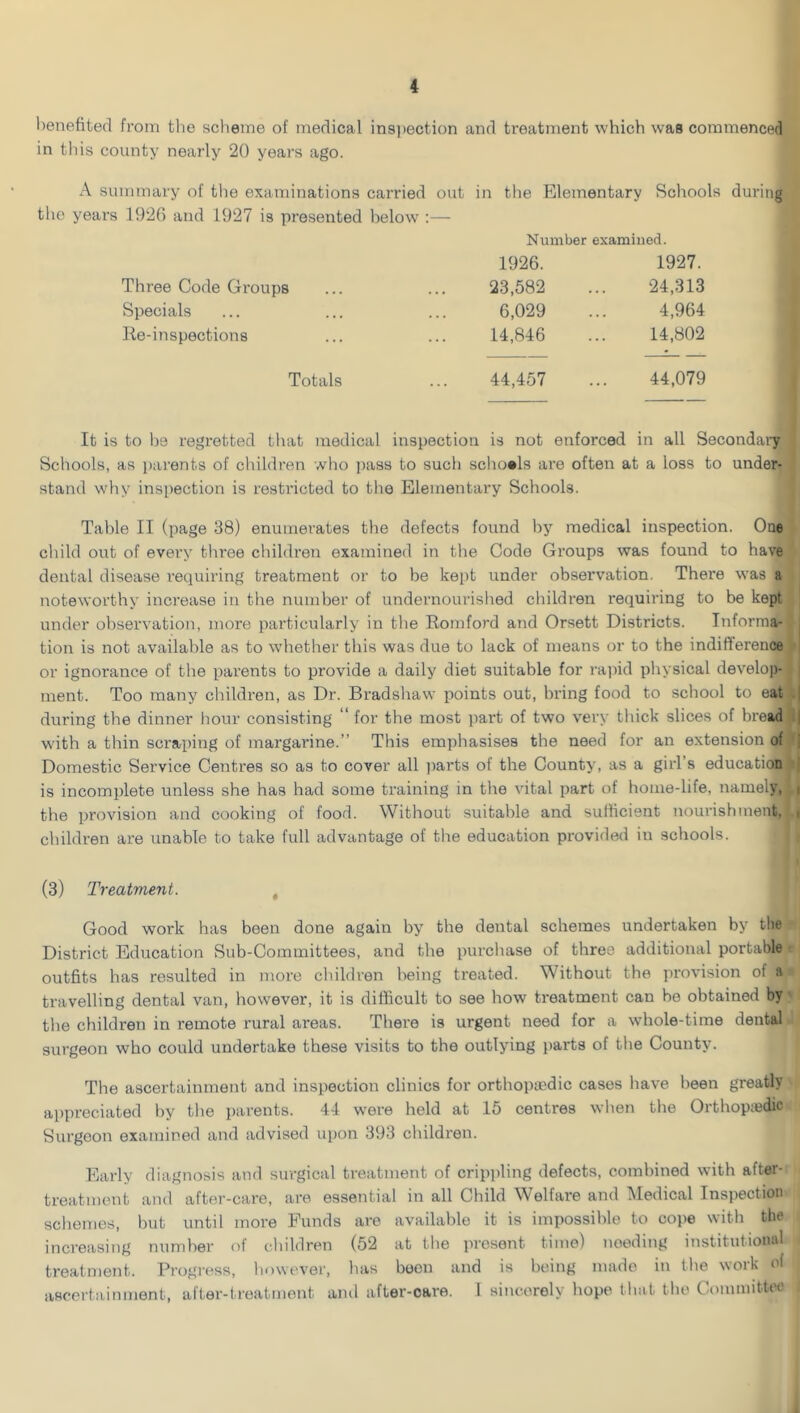 4
benefited from the scheme of medical inspection and treatment which was commenced
in this county nearly 20 years ago.
A summary of the examinations carried out in the Elementary Schools during
the years 1926 and 1927 is presented below :—
Number examined.
1926. 1927.
Three Code Groups ... ... 23,582 ... 24,313
Specials ... ... ... 6,029 ... 4,964
Re-inspections ... ... 14,846 ... 14,802
Totals ... 44,457 ... 44,079
It is to be regretted that medical inspection is not enforced in all Secondary
Schools, as parents of children who pass to such schools are often at a loss to under-
stand why inspection is restricted to the Elementary Schools.
Table II (page 38) enumerates the defects found by medical inspection. One
child out of every three children examined in the Code Groups was found to have
dental disease requiring treatment or to be kept under observation. There was a
noteworthy increase in the number of undernourished children requiring to be kept
under observation, more particularly in the Romford and Orsett Districts. Informa-
tion is not available as to whether this was due to lack of means or to the indifference
or ignorance of the parents to provide a daily diet suitable for rapid physical develop-
ment. Too many children, as Dr. Bradshaw points out, bring food to school to eat
during the dinner hour consisting “ for the most part of two very thick slices of bread
with a thin scraping of margarine.” This emphasises the need for an extension of
Domestic Service Centres so as to cover all parts of the County, as a girl's education
is incomplete unless she has had some training in the vital part of home-life, namely,
the provision and cooking of food. Without suitable and sufficient nourishment,
children are unable to take full advantage of the education provided in schools.
(3) Treatment.
Good work has been done again by the dental schemes undertaken by the
District Education Sub-Committees, and the purchase of three additional portable
outfits has resulted in more children being treated. Without the provision of a
travelling dental van, however, it is difficult to see how treatment can be obtained by
the children in remote rural areas. There is urgent need for a whole-time dental
surgeon who could undertake these visits to the outlying parts of the County.
The ascertainment and inspection clinics for orthopædic cases have been greatly
appreciated by the parents. 44 were held at 15 centres when the Orthopædic
Surgeon examined and advised upon 393 children.
Early diagnosis and surgical treatment of crippling defects, combined with after-
treatment and after-care, are essential in all Child Welfare and Medical Inspection
schemes, but until more Funds are available it is impossible to cope with the
increasing number of children (52 at the present time) needing institutional
treatment. Progress, however, has been and is being made in the work of
ascertainment, after-treatment and after-care. I sincerely hope that the Committee